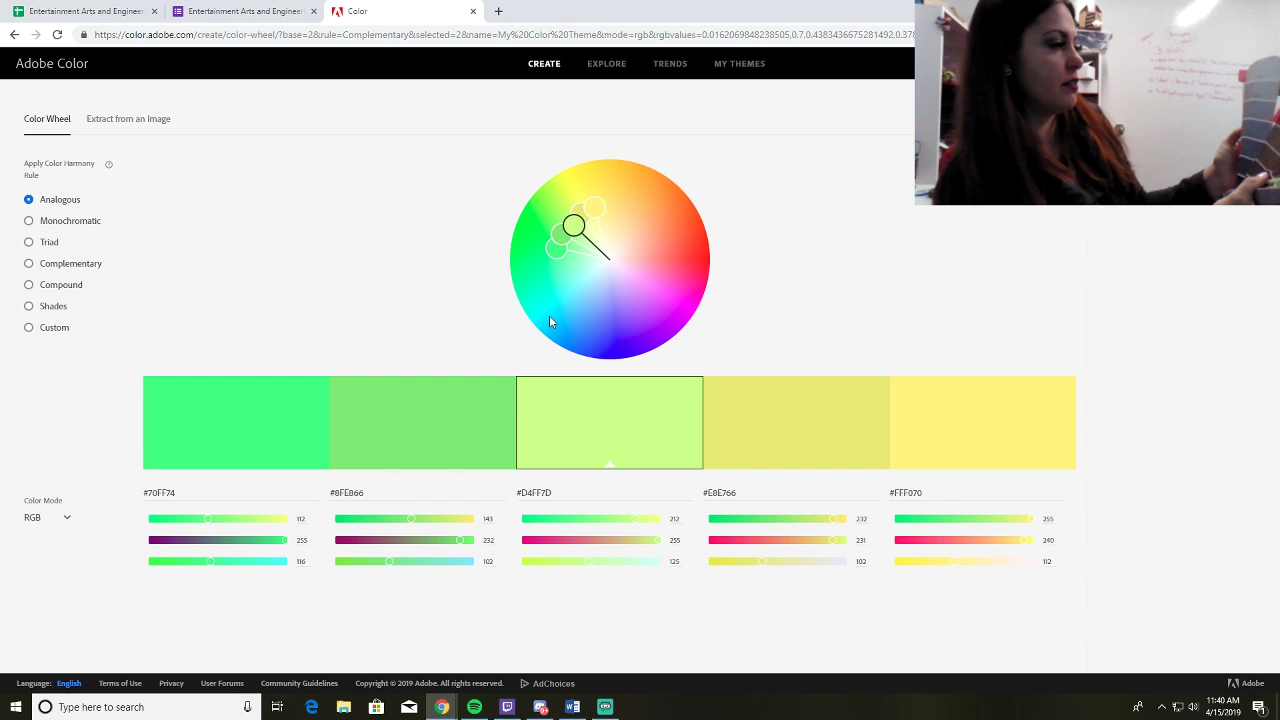 Entertainment Arts and Engineer
Entertainment Arts and Engineer
Color
https://color.adobe.com/create/color-wheel/?base=2&rule=Complementary&selected=2&name=My%20Color%20Theme&mode=rgb&rgbvalues=0.0162069848238505,0.7,0.4383436675281492,0.37
Adobe Color
CREATE EXPLORE TRENDS MY THEMES
Color Wheel Extract from an Image
Apply Color Harmony
Rule
Analogous
Monochromatic
Triad
Complementary
Compound
Shades
Custom
Color Mode
RGB
#70FF74 #8FE866 #D4FF7D #E8E766 #FFF070
112 143 212 232 255
255 232 255 231 240
116 102 125 102 112
Language: English Terms of Use Privacy User Forums Community Guidelines Copyright © 2019 Adobe. All rights reserved. AdChoices Adobe
Type here to search
11:40 AM
4/15/2019